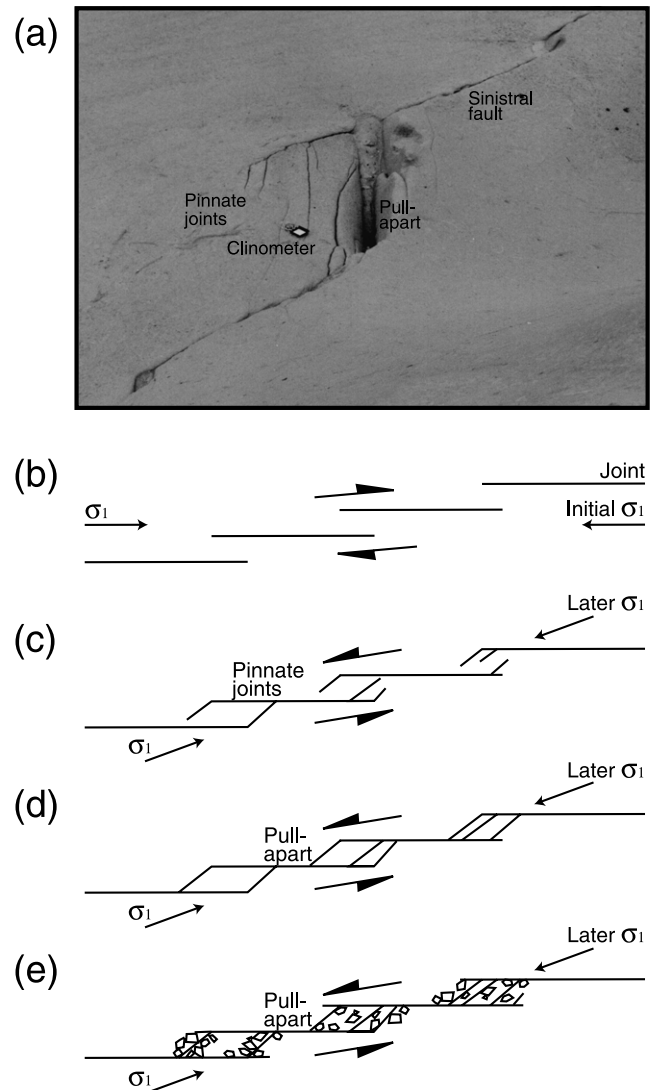 (a)
Sinistral
fault
Pinnate
joints
Pull-
apart
Clinometer
(b)
Joint
σ1
Initial σ1
(c)
Later σ1
Pinnate
joints
σ1
(d)
Later σ1
Pull-
apart
σ1
(e)
Later σ1
Pull-
apart
σ1